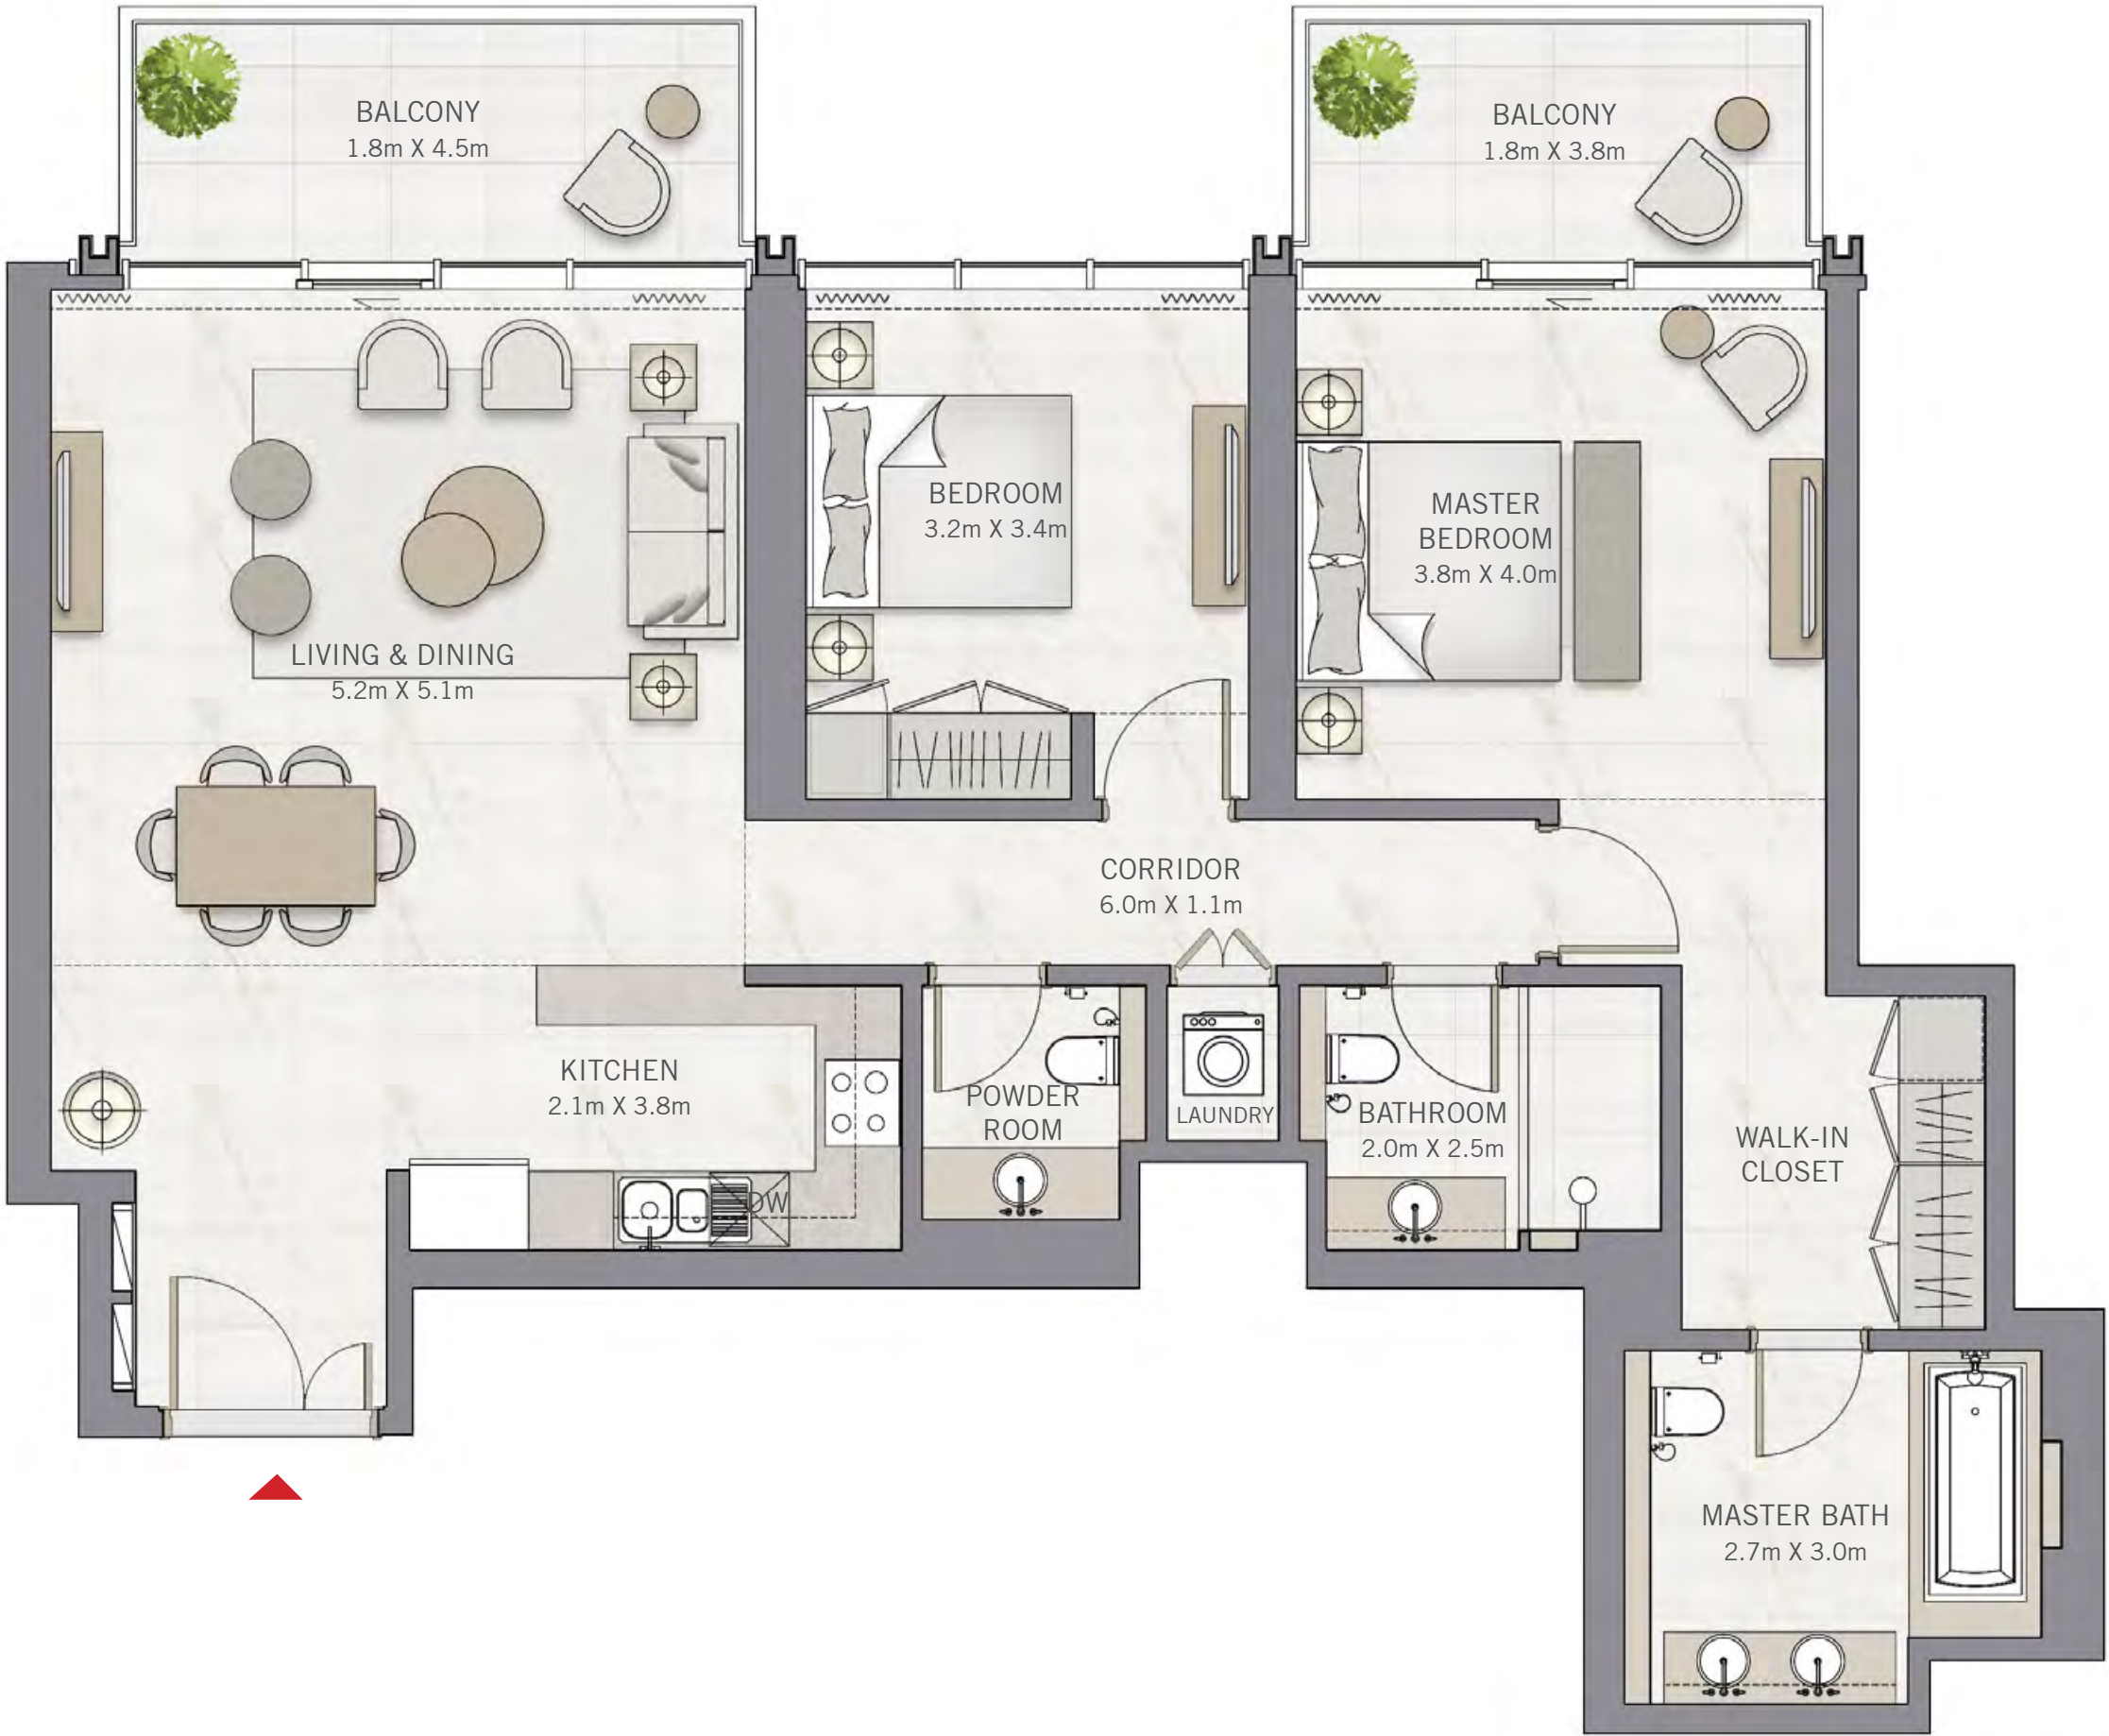 BALCONY
1.8m X 4.5m
BALCONY
1.8m X 3.8m
BEDROOM
3.2m X 3.4m
MASTER
BEDROOM
3.8m X 4.0m
LIVING & DINING
5.2m X 5.1m
CORRIDOR
6.0m X 1.1m
KITCHEN
2.1m X 3.8m
DW
POWDER
ROOM
LAUNDRY
BATHROOM
2.0m X 2.5m
WALK-IN
CLOSET
MASTER BATH
2.7m X 3.0m